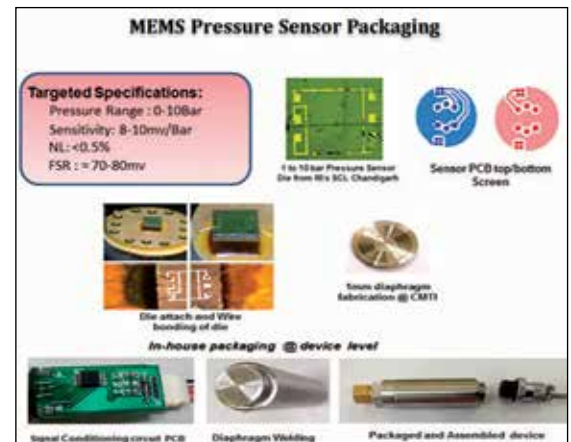 MEMS Pressure Sensor Packaging
Targeted Specifications:
Pressure Range : 0-10Bar
Sensitivity: 8-10mv/Bar
NL: <0.5%
FSR : = 70-80mv
1 to 10 bar Pressure Sensor
Die from M/s SCL Chandigarh
Sensor PCB top/bottom
Screen
Die attach and Wire
bonding of die
1mm diaphragm
fabrication @ CMTI
In-house packaging @ device level
Signal Conditioning circuit PCB
Diaphragm Welding
Packaged and Assembled device